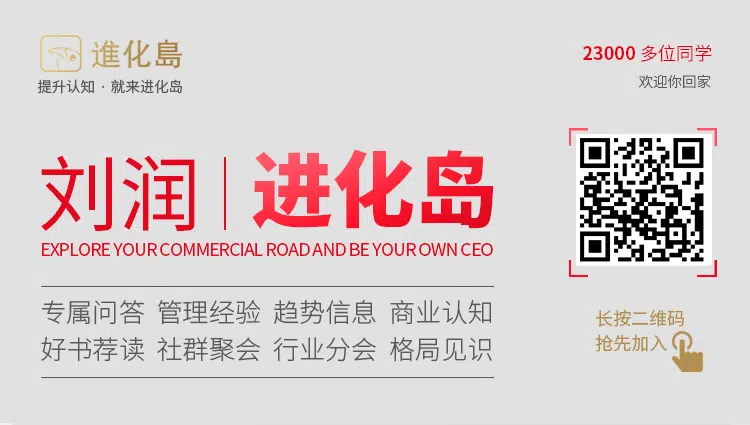 進化島
提升认知 · 就来进化岛
23000 多位同学
欢迎你回家
刘润 | 进化岛
EXPLORE YOUR COMMERCIAL ROAD AND BE YOUR OWN CEO
专属问答 管理经验 趋势信息 商业认知
好书荐读 社群聚会 行业分会 格局见识
长按二维码
抢先加入